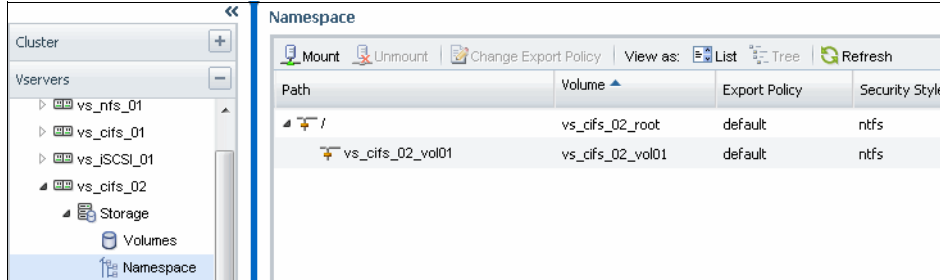 «
Cluster
Vservers
vs_nfs_01
vs_cifs_01
vs_iSCSI_01
vs_cifs_02
Storage
Volumes
Namespace
Namespace
Mount Unmount Change Export Policy View as: List Tree Refresh
Path Volume Export Policy Security Style
/ vs_cifs_02_root default ntfs
vs_cifs_02_vol01 vs_cifs_02_vol01 default ntfs